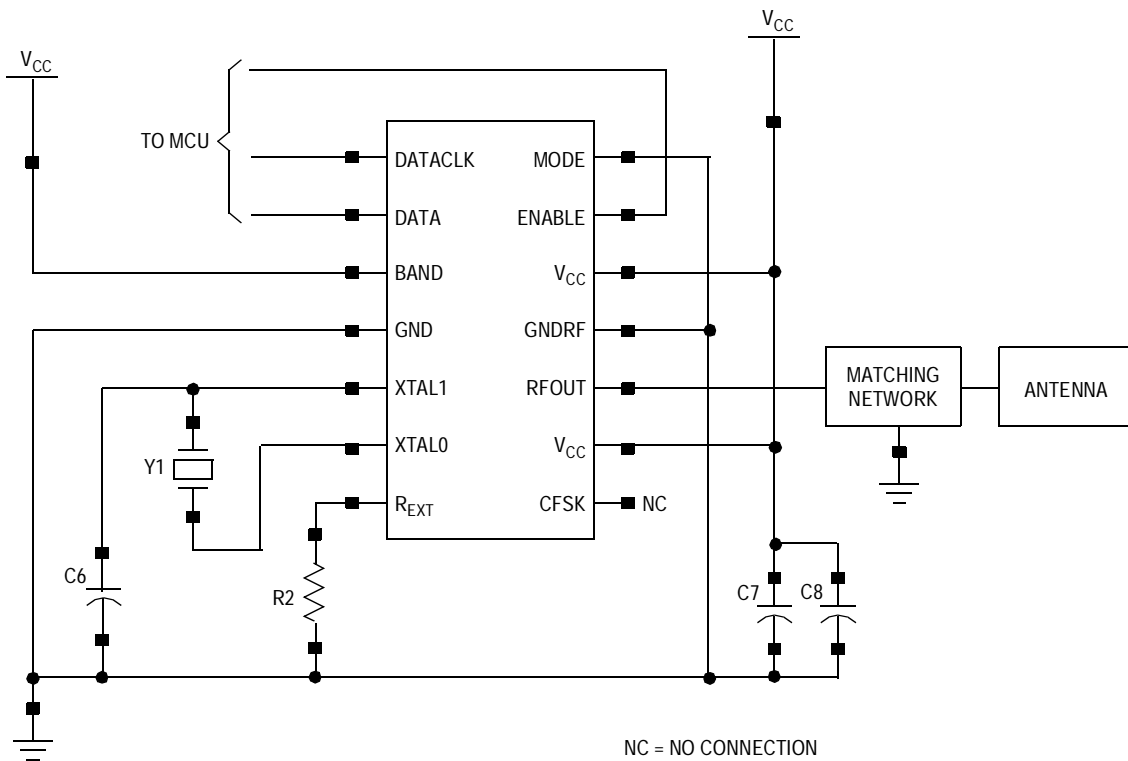 VCC
VCC
TO MCU
DATACLK
MODE
DATA
ENABLE
BAND
VCC
GND
GNDRF
XTAL1
RFOUT
MATCHING
NETWORK
ANTENNA
XTAL0
VCC
Y1
REXT
CFSK
NC
C6
R2
C7
C8
NC = NO CONNECTION